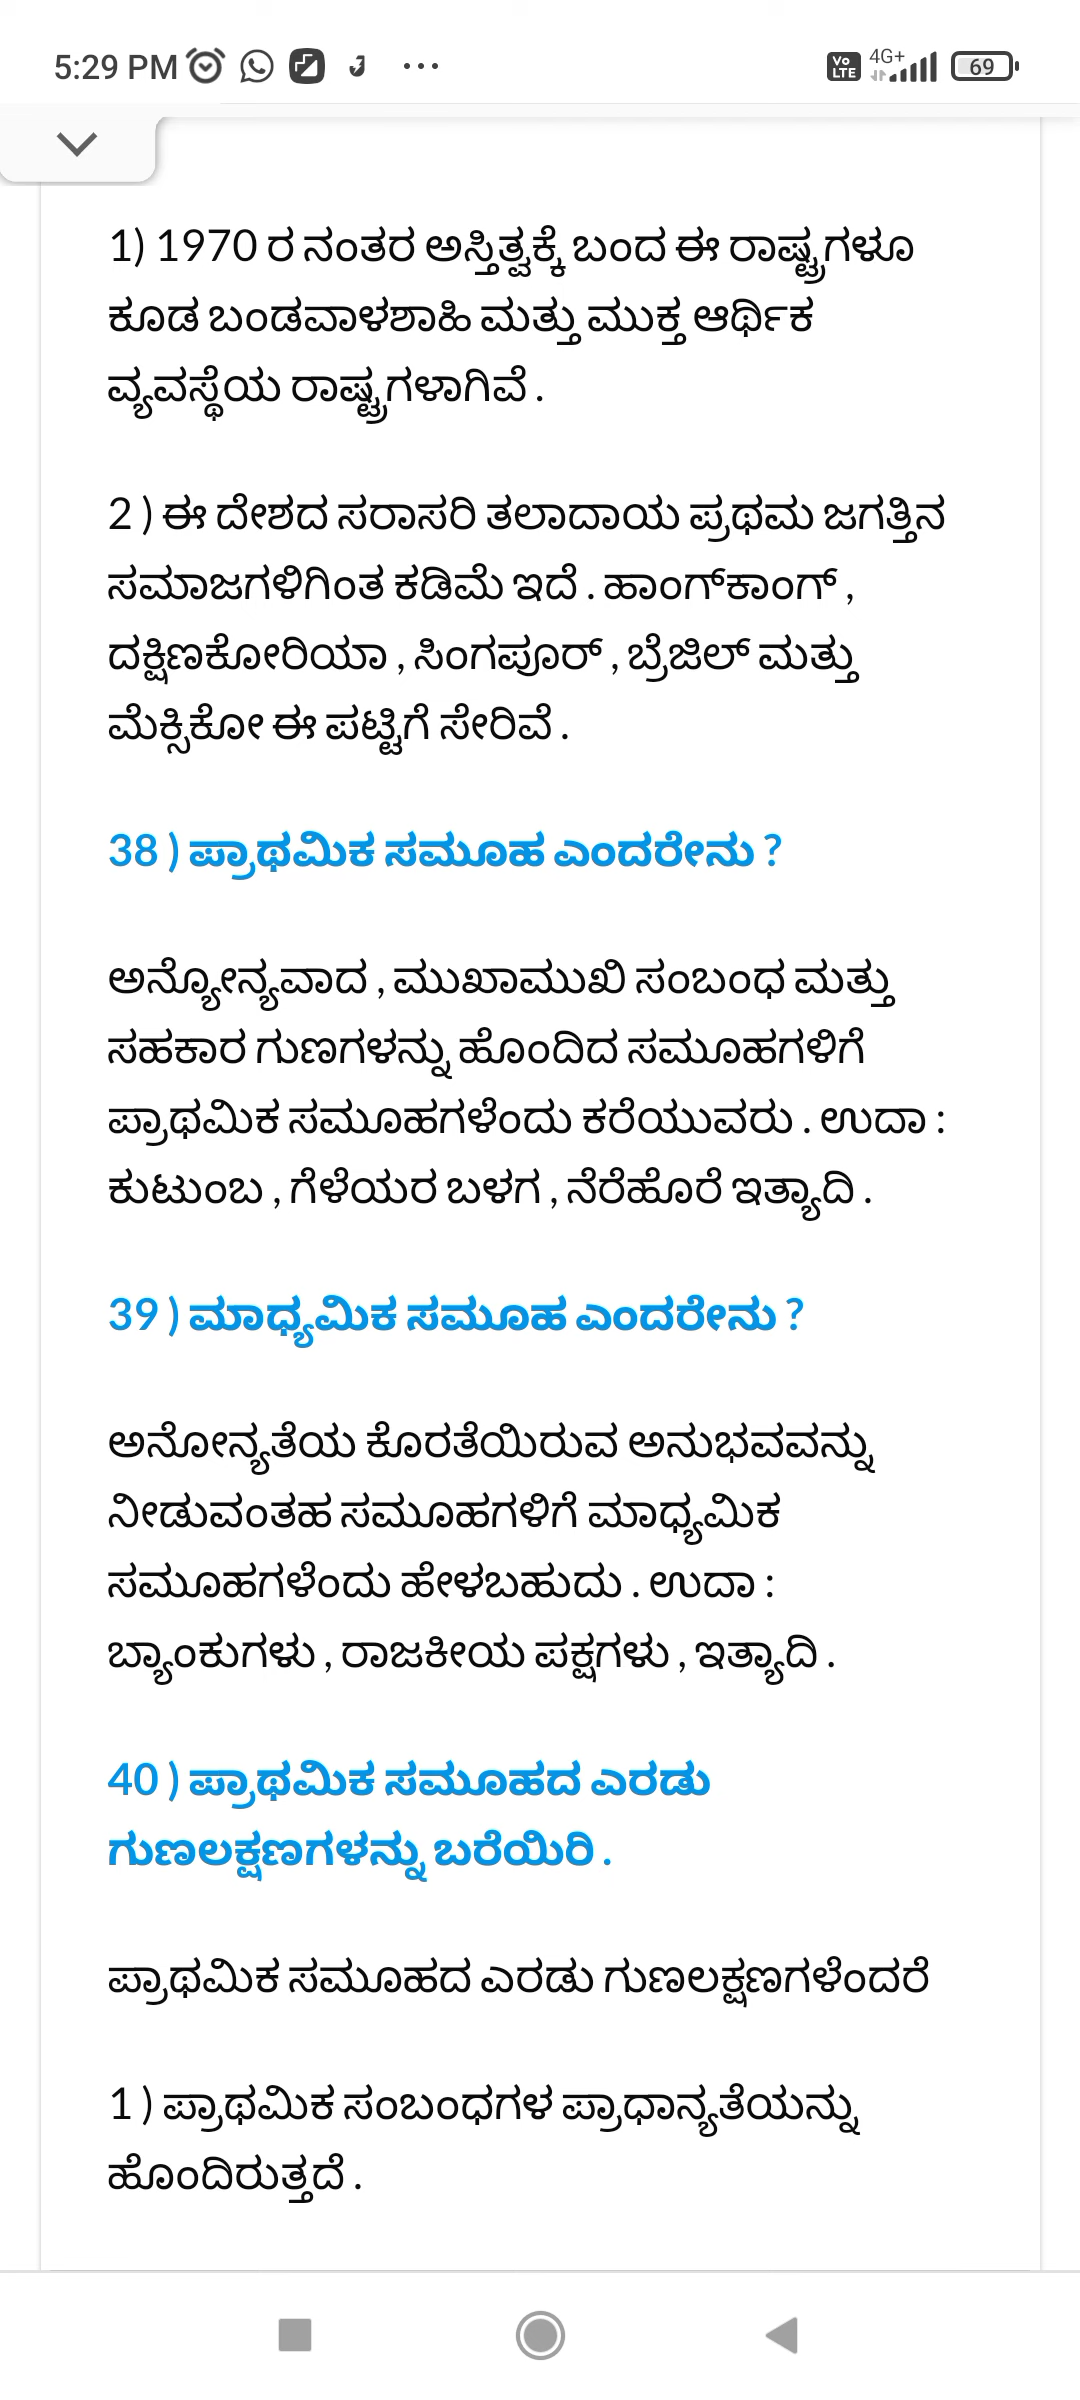 5:29 PM
Vo LTE 4G+ 69
1) 1970 ರ ನಂತರ ಅಸ್ತಿತ್ವಕ್ಕೆ ಬಂದ ಈ ರಾಷ್ಟ್ರಗಳೂ
ಕೂಡ ಬಂಡವಾಳಶಾಹಿ ಮತ್ತು ಮುಕ್ತ ಆರ್ಥಿಕ
ವ್ಯವಸ್ಥೆಯ ರಾಷ್ಟ್ರಗಳಾಗಿವೆ .
2 ) ಈ ದೇಶದ ಸರಾಸರಿ ತಲಾದಾಯ ಪ್ರಥಮ ಜಗತ್ತಿನ
ಸಮಾಜಗಳಿಗಿಂತ ಕಡಿಮೆ ಇದೆ . ಹಾಂಗ್‌ಕಾಂಗ್ ,
ದಕ್ಷಿಣಕೋರಿಯಾ , ಸಿಂಗಪೂರ್ , ಬ್ರೆಜಿಲ್ ಮತ್ತು
ಮೆಕ್ಸಿಕೋ ಈ ಪಟ್ಟಿಗೆ ಸೇರಿವೆ .
38 ) ಪ್ರಾಥಮಿಕ ಸಮೂಹ ಎಂದರೇನು ?
ಅನ್ಯೋನ್ಯವಾದ , ಮುಖಾಮುಖಿ ಸಂಬಂಧ ಮತ್ತು
ಸಹಕಾರ ಗುಣಗಳನ್ನು ಹೊಂದಿದ ಸಮೂಹಗಳಿಗೆ
ಪ್ರಾಥಮಿಕ ಸಮೂಹಗಳೆಂದು ಕರೆಯುವರು . ಉದಾ :
ಕುಟುಂಬ , ಗೆಳೆಯರ ಬಳಗ , ನೆರೆಹೊರೆ ಇತ್ಯಾದಿ .
39 ) ಮಾಧ್ಯಮಿಕ ಸಮೂಹ ಎಂದರೇನು ?
ಅನೋನ್ಯತೆಯ ಕೊರತೆಯಿರುವ ಅನುಭವವನ್ನು
ನೀಡುವಂತಹ ಸಮೂಹಗಳಿಗೆ ಮಾಧ್ಯಮಿಕ
ಸಮೂಹಗಳೆಂದು ಹೇಳಬಹುದು . ಉದಾ :
ಬ್ಯಾಂಕುಗಳು , ರಾಜಕೀಯ ಪಕ್ಷಗಳು , ಇತ್ಯಾದಿ .
40 ) ಪ್ರಾಥಮಿಕ ಸಮೂಹದ ಎರಡು
ಗುಣಲಕ್ಷಣಗಳನ್ನು ಬರೆಯಿರಿ .
ಪ್ರಾಥಮಿಕ ಸಮೂಹದ ಎರಡು ಗುಣಲಕ್ಷಣಗಳೆಂದರೆ
1 ) ಪ್ರಾಥಮಿಕ ಸಂಬಂಧಗಳ ಪ್ರಾಧಾನ್ಯತೆಯನ್ನು
ಹೊಂದಿರುತ್ತದೆ .